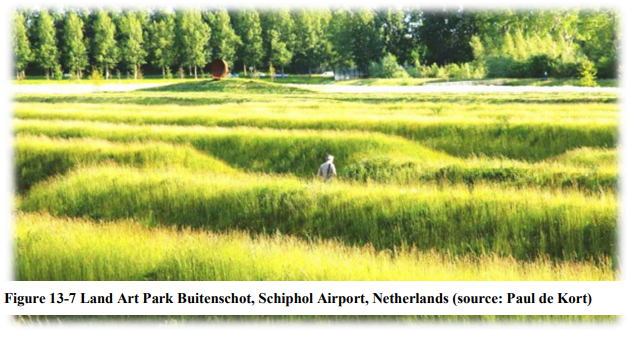 Figure 13-7 Land Art Park Buitenschot, Schiphol Airport, Netherlands (source: Paul de Kort)